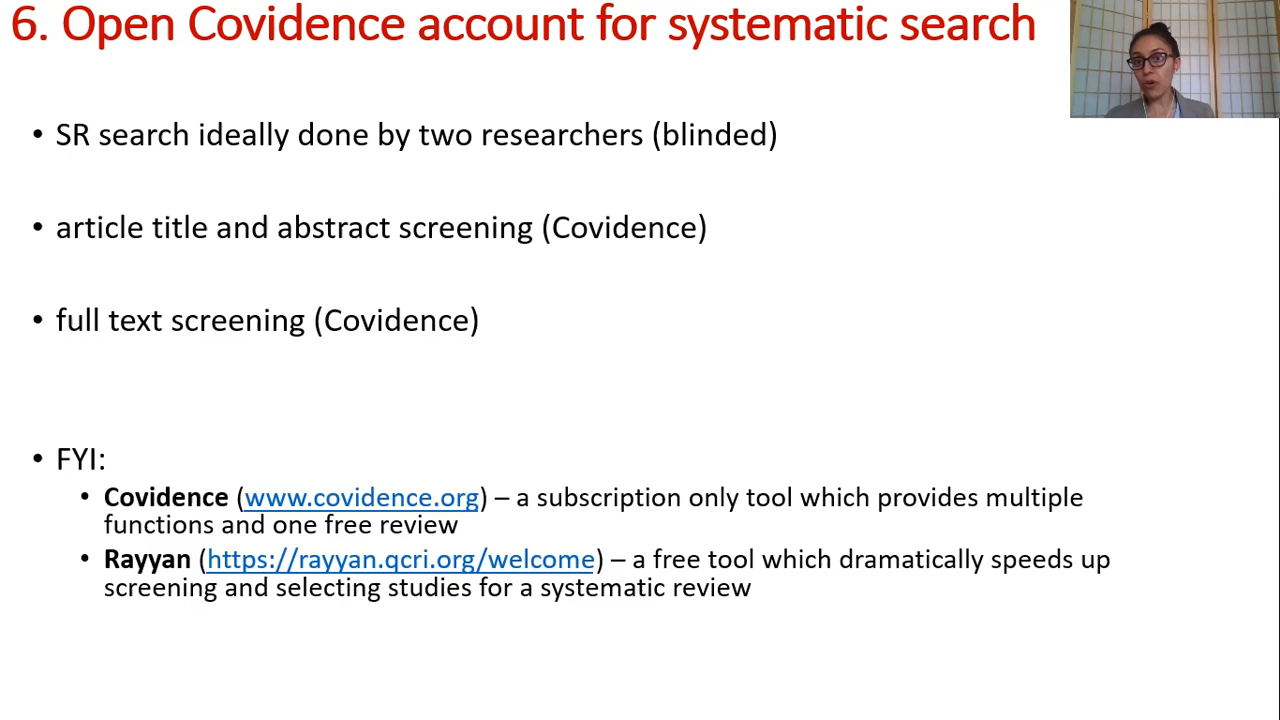 6. Open Covidence account for systematic search
• SR search ideally done by two researchers (blinded)
• article title and abstract screening (Covidence)
• full text screening (Covidence)
• FYI:
• Covidence (www.covidence.org) – a subscription only tool which provides multiple
functions and one free review
• Rayyan (https://rayyan.qcri.org/welcome) – a free tool which dramatically speeds up
screening and selecting studies for a systematic review